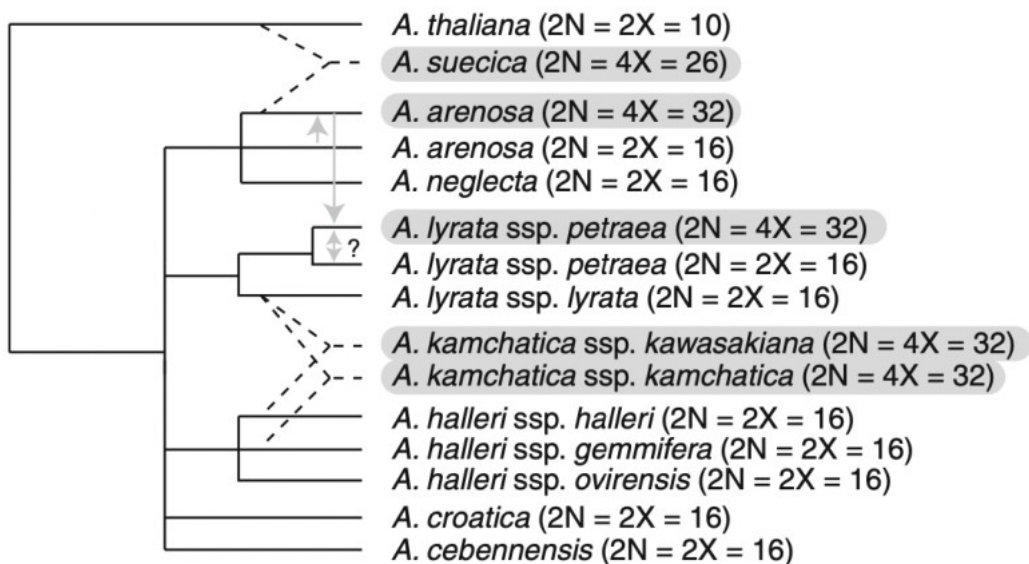 A. thaliana (2N = 2X = 10)
A. suecica (2N = 4X = 26)
A. arenosa (2N = 4X = 32)
A. arenosa (2N = 2X = 16)
A. neglecta (2N = 2X = 16)
A. lyrata ssp. petraea (2N = 4X = 32)
?
A. lyrata ssp. petraea (2N = 2X = 16)
A. lyrata ssp. lyrata (2N = 2X = 16)
A. kamchatica ssp. kawasakiana (2N = 4X = 32)
A. kamchatica ssp. kamchatica (2N = 4X = 32)
A. halleri ssp. halleri (2N = 2X = 16)
A. halleri ssp. gemmifera (2N = 2X = 16)
A. halleri ssp. ovirensis (2N = 2X = 16)
A. croatica (2N = 2X = 16)
A. cebennensis (2N = 2X = 16)